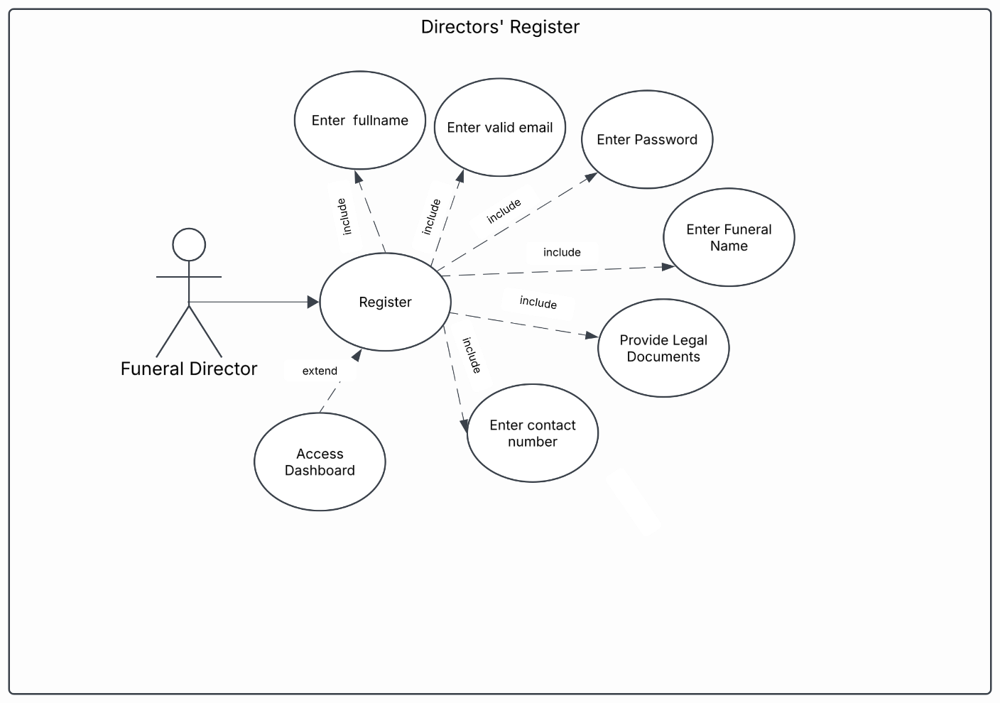 Directors' Register
Enter  fullname
Enter valid email
Enter Password
include
include
include
Enter Funeral
Name
include
Register
include
Funeral Director
extend
include
Provide Legal
Documents
Enter contact
number
Access
Dashboard